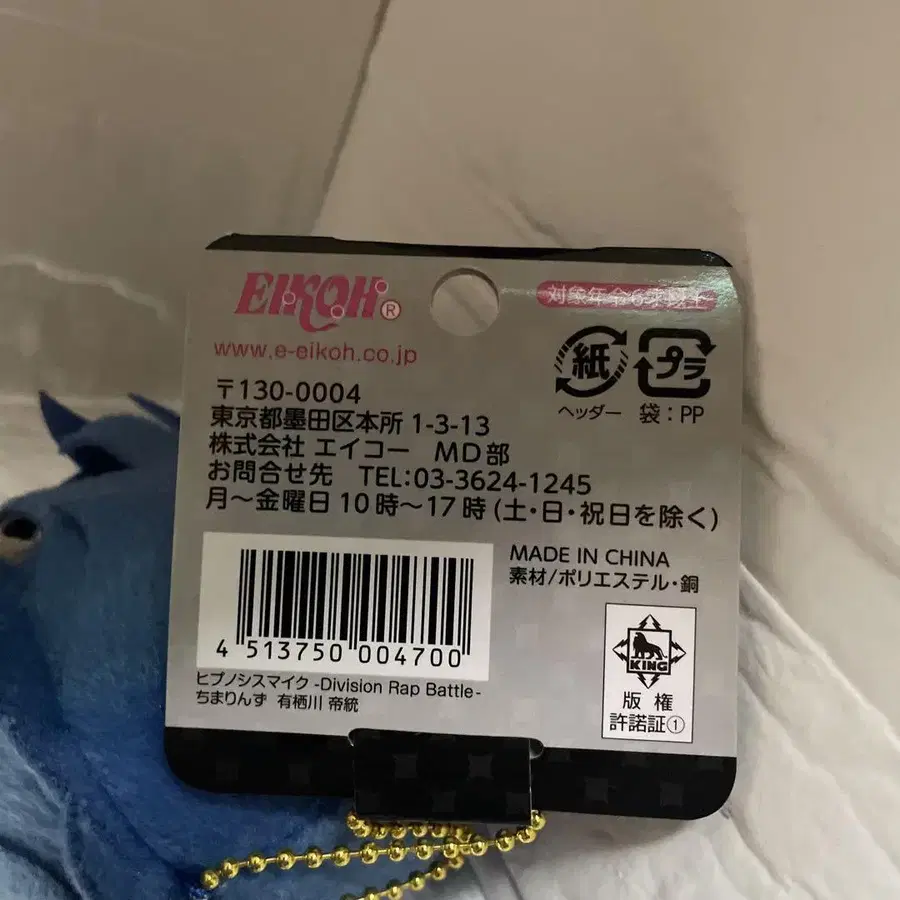 EIKOH®
対象年令6才以上
www.e-eikoh.co.jp
紙
プラ
ヘッダー 袋：PP
〒130-0004
東京都墨田区本所 1-3-13
株式会社 エイコー MD部
お問合せ先 TEL:03-3624-1245
月～金曜日10時～17時(土・日・祝日を除く)
MADE IN CHINA
素材/ポリエステル・銅
4 513750 004700
KING
版権
許諾証①
ヒプノシスマイク -Division Rap Battle-
ちまりんず 有栖川 帝統